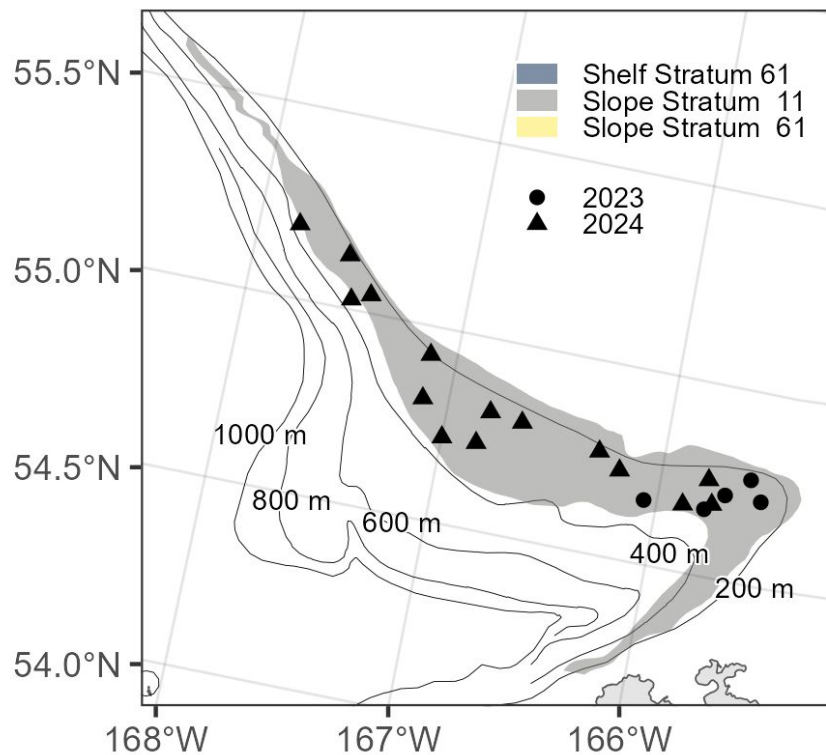 55.5°N
55.0°N
54.5°N
54.0°N
Shelf Stratum 61
Slope Stratum 11
Slope Stratum 61
2023
2024
1000 m
800 m
600 m
400 m
200 m
168°W
167°W
166°W